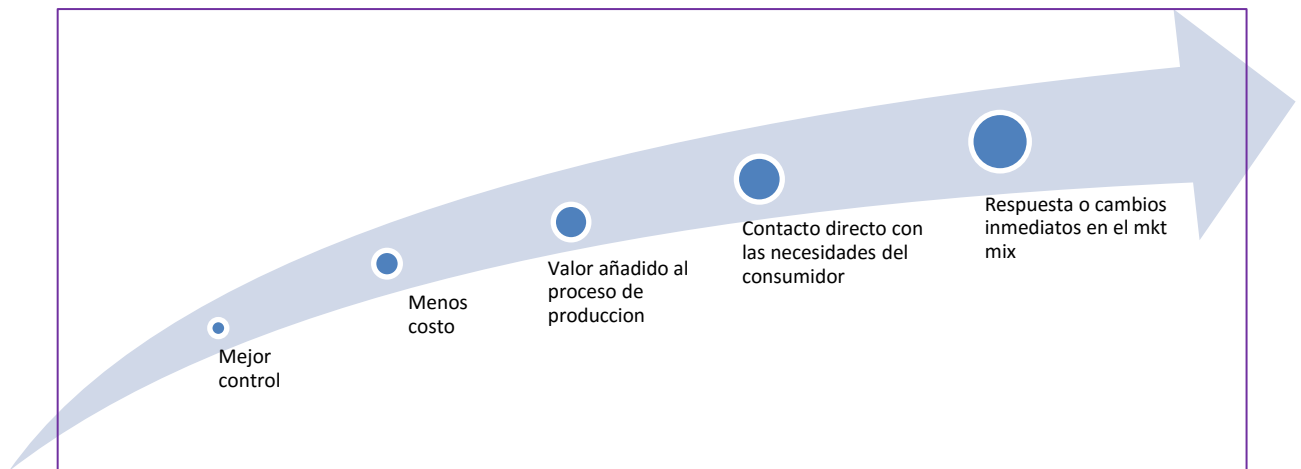 Mejor
control
Menos
costo
Valor añadido al
proceso de
produccion
Contacto directo con
las necesidades del
consumidor
Respuesta o cambios
inmediatos en el mkt
mix